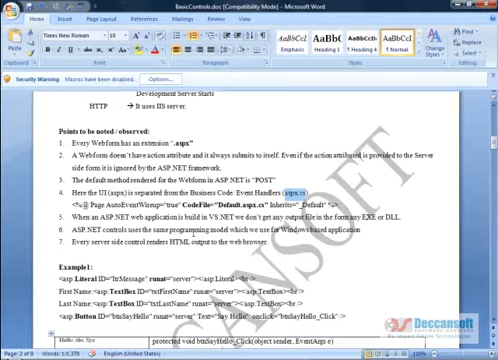 BasicControls.doc [Compatibility Mode] - Microsoft Word
Home Insert Page Layout References Mailings Review View
Paste
Times New Roman 10
AaBbCcI AaBb( AaBbCc AaBbCcI
Emphasis ¶ Heading 1 ¶ Heading 4 ¶ Normal
Change Styles
Find
Replace
Select
Clipboard Font Paragraph Styles Editing
Security Warning Macros have been disabled. Options...
Development Server Starts
HTTP → It uses IIS server.
Points to be noted / observed:
1. Every Webform has an extension ".aspx"
2. A Webform doesn't have action attribute and it always submits to itself. Even if the action attributed is provided to the Server
side form it is ignored by the ASP.NET framework.
3. The default method rendered for the Webform in ASP.NET is "POST"
4. Here the UI (aspx) is separated from the Business Code/ Event Handlers (aspx.cs)
<%@ Page AutoEventWireup="true" CodeFile="Default.aspx.cs" Inherits="_Default" %>
5. When an ASP.NET web application is build in VS.NET we don't get any output file in the form any EXE or DLL.
6. ASP.NET controls uses the same programming model which we use for Windows based application
7. Every server side control renders HTML output to the web browser.
Example1:
<asp:Literal ID="ltrMessage" runat="server"></asp:Literal><br />
First Name:<asp:TextBox ID="txtFirstName" runat="server"></asp:TextBox><br />
Last Name:<asp:TextBox ID="txtLastName" runat="server"></asp:TextBox><br />
<asp:Button ID="btnSayHello" runat="server" Text="Say Hello" onclick="btnSayHello_Click" />
Hello Abc Xyz protected void btnSayHello_Click(object sender, EventArgs e)
CANSOFT
Deccansoft
Page: 2 of 8 Words: 1/1,378 English (United States) 110%